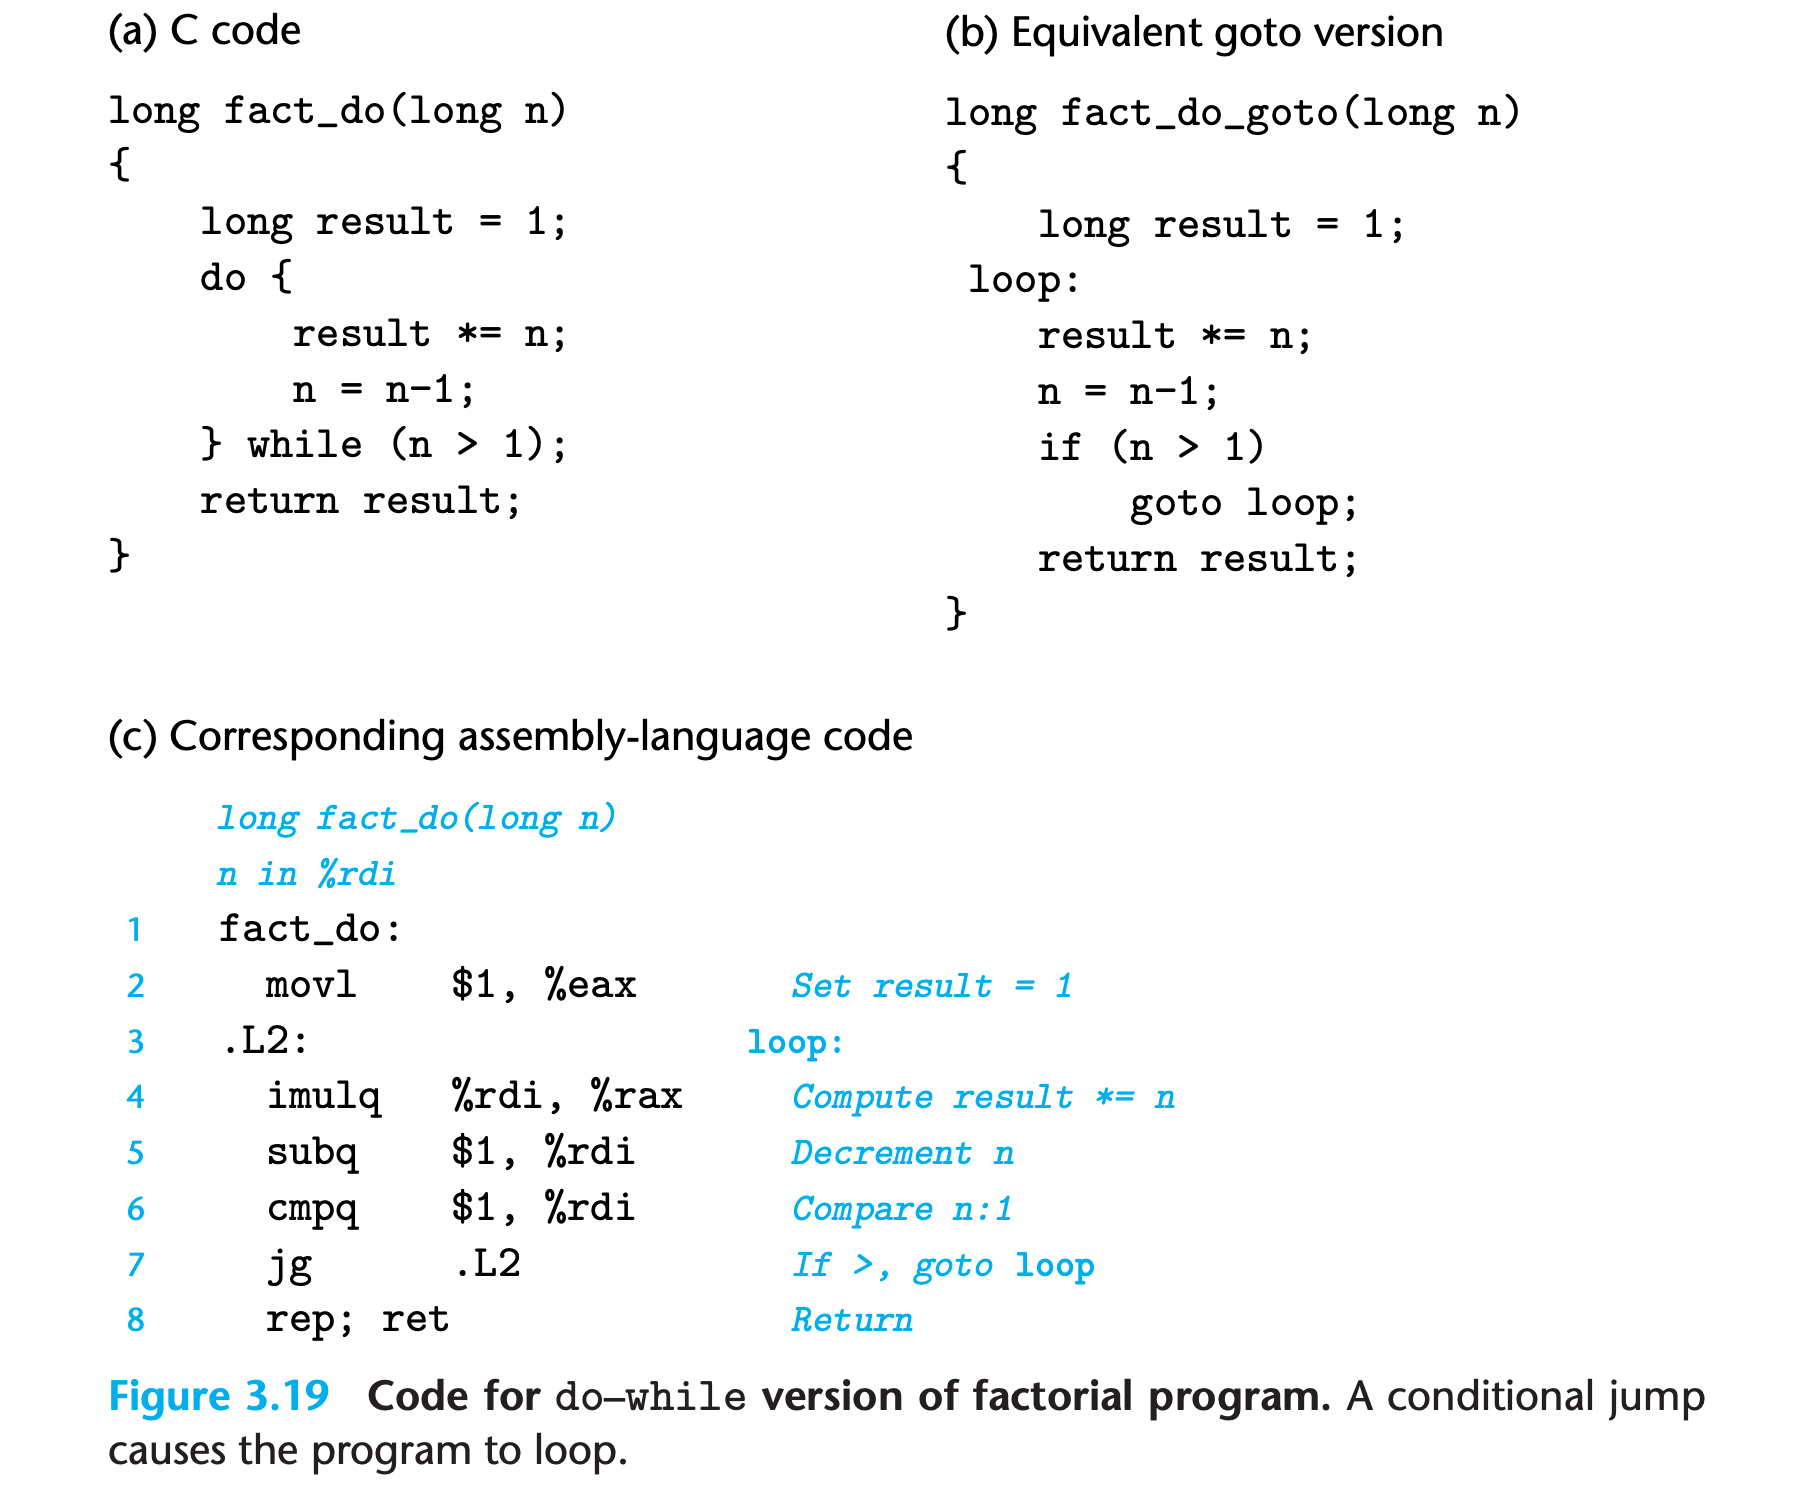 (a) C code
long fact_do(long n)
{
    long result = 1;
    do {
        result *= n;
        n = n-1;
    } while (n > 1);
    return result;
}
(b) Equivalent goto version
long fact_do_goto(long n)
{
    long result = 1;
 loop:
    result *= n;
    n = n-1;
    if (n > 1)
        goto loop;
    return result;
}
(c) Corresponding assembly-language code
long fact_do(long n)
n in %rdi
1 fact_do:
2 movl $1, %eax Set result = 1
3 .L2: loop:
4 imulq %rdi, %rax Compute result *= n
5 subq $1, %rdi Decrement n
6 cmpq $1, %rdi Compare n:1
7 jg .L2 If >, goto loop
8 rep; ret Return
Figure 3.19 Code for do–while version of factorial program. A conditional jump
causes the program to loop.